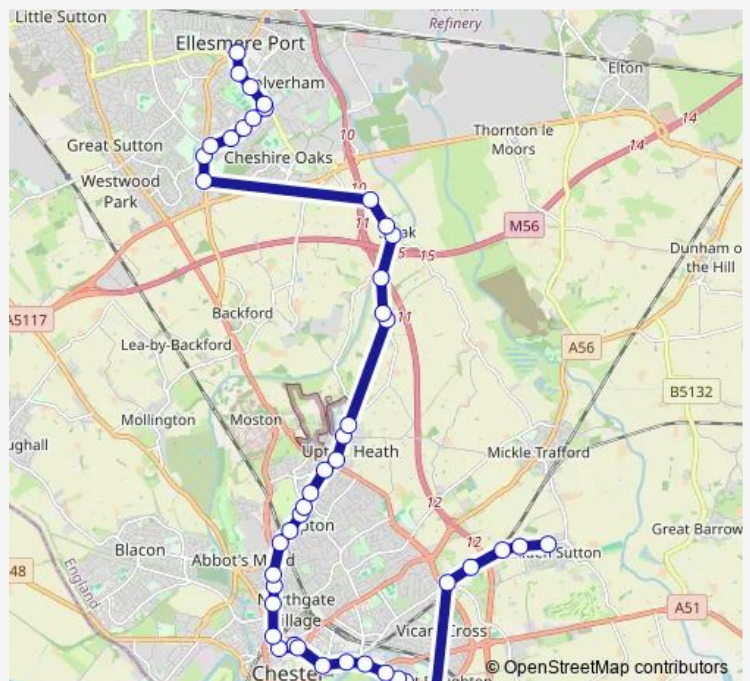 Little Sutton
Refinery
Ellesmere Port
Elton
10
14
Thornton le
Moors
14
Great Sutton
Cheshire Oaks
Westwood
Park
10
11
M56
15
Dunham o
the Hill
A5117
Backford
11
A56
Lea-by-Backford
B5132
Mollington
Moston
Heath
Mickle Trafford
12
12
Great Barrow
Blacon
Sutton
Abbot's M
48
England
A51
Vicar
Cross
Chester
© OpenStreetMap contributors